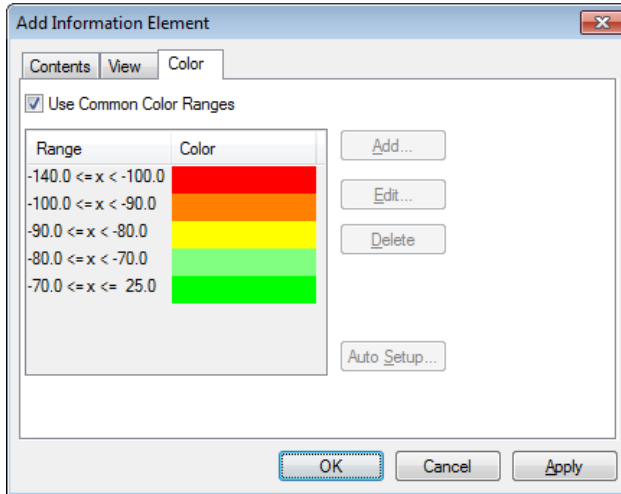 Add Information Element
Contents View Color
Use Common Color Ranges
Range Color
-140.0 <= x < -100.0
-100.0 <= x < -90.0
-90.0 <= x < -80.0
-80.0 <= x < -70.0
-70.0 <= x <= 25.0
Add...
Edit...
Delete
Auto Setup...
OK Cancel Apply